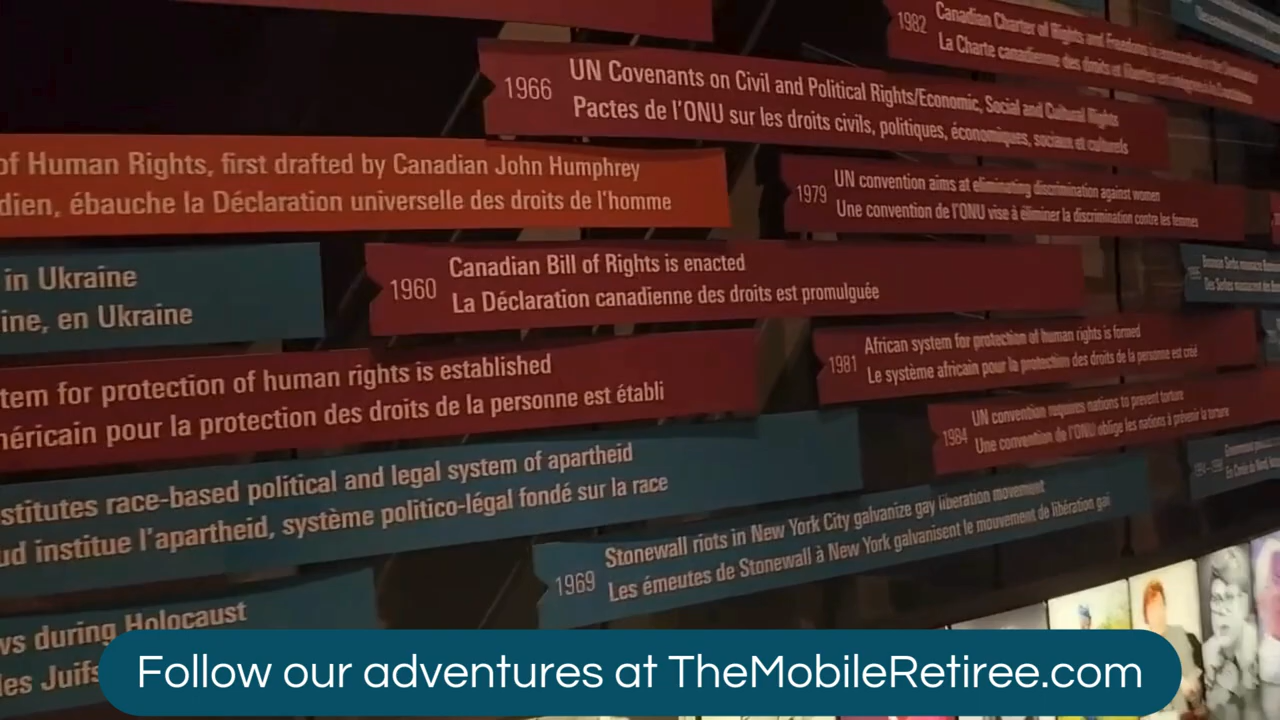 1982
Canadian Charter of Rights and Freedoms is
La Charte canadienne des droits et libertés
1966
UN Covenants on Civil and Political Rights/Economic, Social and Cultural Rights
Pactes de l'ONU sur les droits civils, politiques, économiques, sociaux et culturels
of Human Rights, first drafted by Canadian John Humphrey
dien, ébauche la Déclaration universelle des droits de l'homme
1979
UN convention aims at eliminating discrimination against women
Une convention de l'ONU vise à éliminer la discrimination contre les femmes
in Ukraine
ine, en Ukraine
1960
Canadian Bill of Rights is enacted
La Déclaration canadienne des droits est promulguée
tem for protection of human rights is established
méricain pour la protection des droits de la personne est établi
1981
African system for protection of human rights is formed
Le système africain pour la protection des droits de la personne est créé
1984
UN convention requires nations to prevent torture
Une convention de l'ONU oblige les nations à prévenir la torture
stitutes race-based political and legal system of apartheid
ud institue l'apartheid, système politico-légal fondé sur la race
1969
Stonewall riots in New York City galvanize gay liberation movement
Les émeutes de Stonewall à New York galvanisent le mouvement de libération gai
ws during Holocaust
les Juifs
Follow our adventures at TheMobileRetiree.com